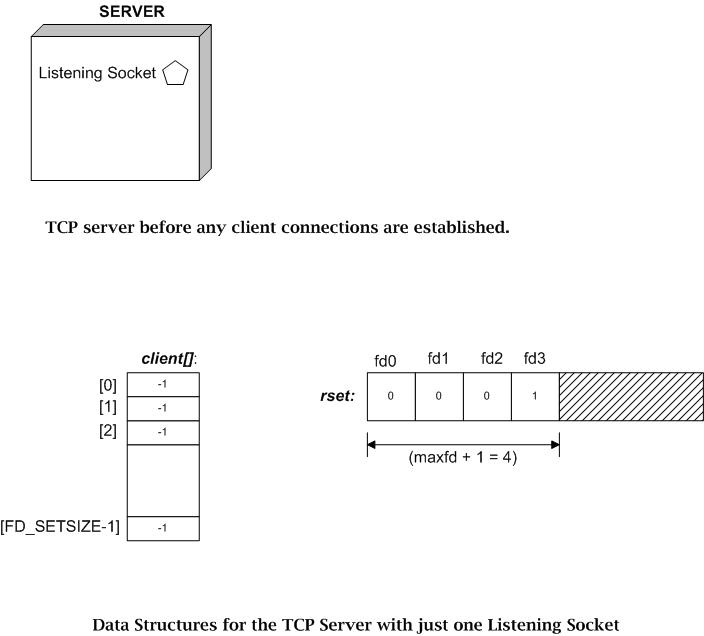 SERVER
Listening Socket
TCP server before any client connections are established.
client[]:
[0] -1
[1] -1
[2] -1
[FD_SETSIZE-1] -1
fd0 fd1 fd2 fd3
rset: 0 0 0 1
(maxfd + 1 = 4)
Data Structures for the TCP Server with just one Listening Socket